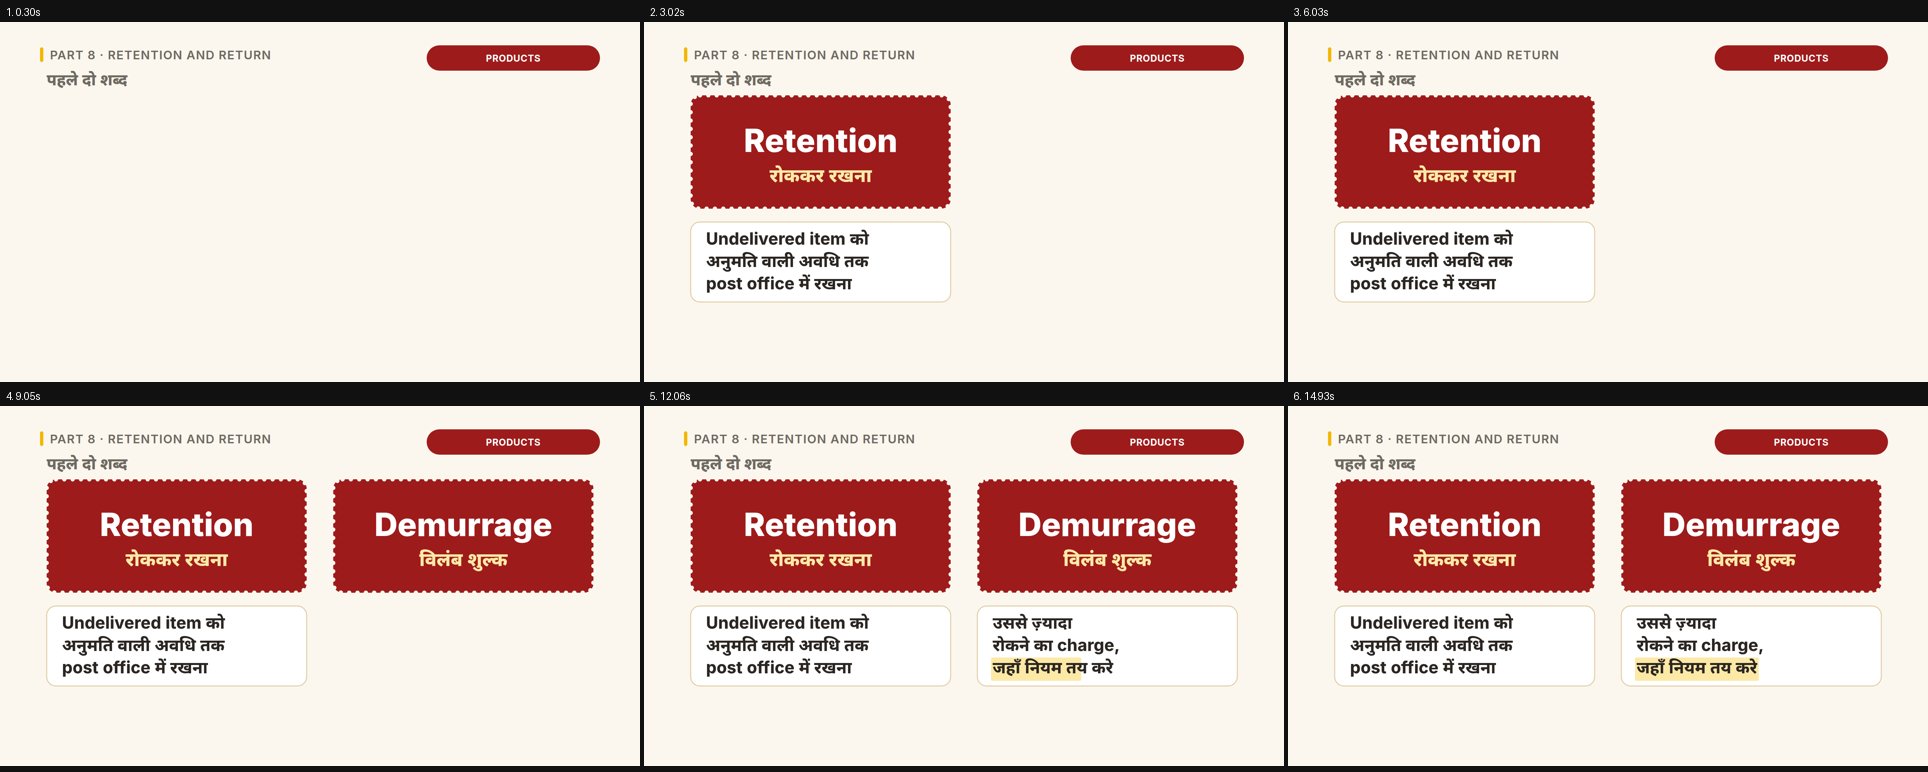 1. 0.30s
PART 8 · RETENTION AND RETURN
PRODUCTS
पहले दो शब्द
2. 3.02s
PART 8 · RETENTION AND RETURN
PRODUCTS
पहले दो शब्द
Retention
रोककर रखना
Undelivered item को
अनुमति वाली अवधि तक
post office में रखना
3. 6.03s
PART 8 · RETENTION AND RETURN
PRODUCTS
पहले दो शब्द
Retention
रोककर रखना
Undelivered item को
अनुमति वाली अवधि तक
post office में रखना
4. 9.05s
PART 8 · RETENTION AND RETURN
PRODUCTS
पहले दो शब्द
Retention
रोककर रखना
Demurrage
विलंब शुल्क
Undelivered item को
अनुमति वाली अवधि तक
post office में रखना
5. 12.06s
PART 8 · RETENTION AND RETURN
PRODUCTS
पहले दो शब्द
Retention
रोककर रखना
Demurrage
विलंब शुल्क
Undelivered item को
अनुमति वाली अवधि तक
post office में रखना
उससे ज़्यादा
रोकने का charge,
जहाँ नियम तय करे
6. 14.93s
PART 8 · RETENTION AND RETURN
PRODUCTS
पहले दो शब्द
Retention
रोककर रखना
Demurrage
विलंब शुल्क
Undelivered item को
अनुमति वाली अवधि तक
post office में रखना
उससे ज़्यादा
रोकने का charge,
जहाँ नियम तय करे